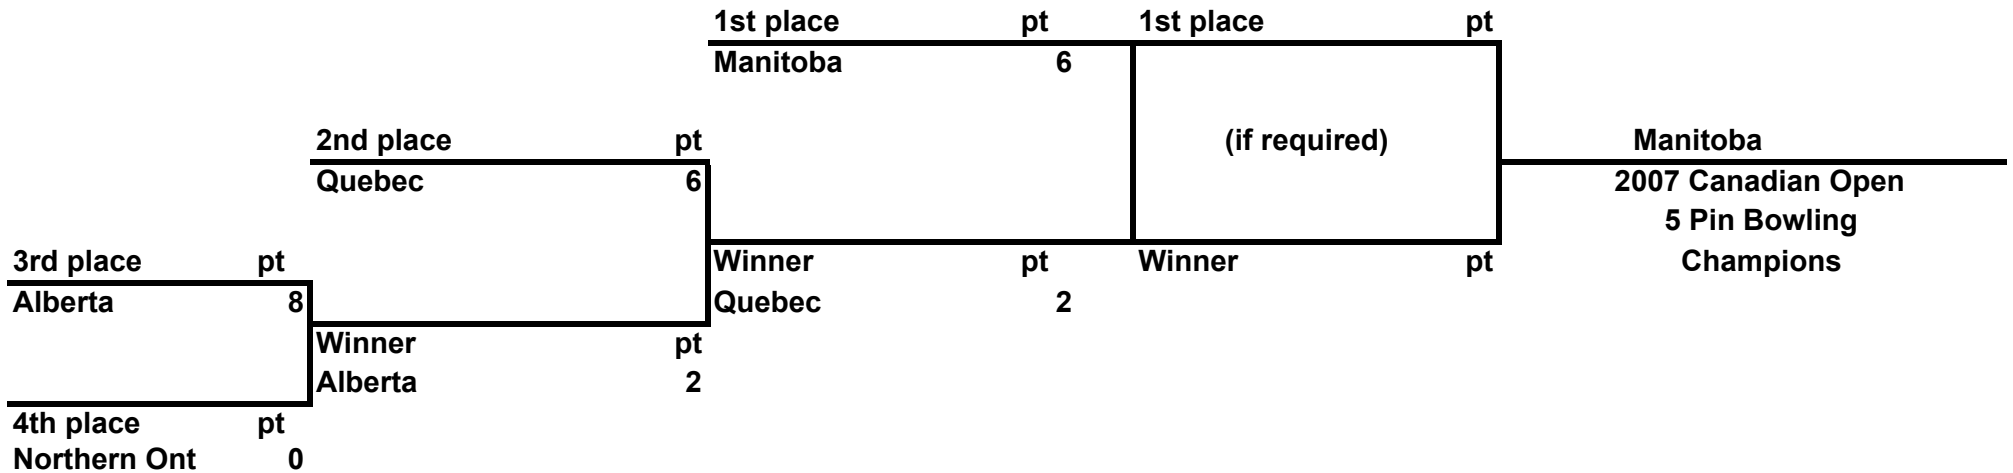 1st place pt 1st place pt
Manitoba 6
2nd place pt (if required) Manitoba
Quebec 6 2007 Canadian Open
5 Pin Bowling
3rd place pt Winner pt Winner pt Champions
Alberta 8 Quebec 2
Winner pt
Alberta 2
4th place pt
Northern Ont 0